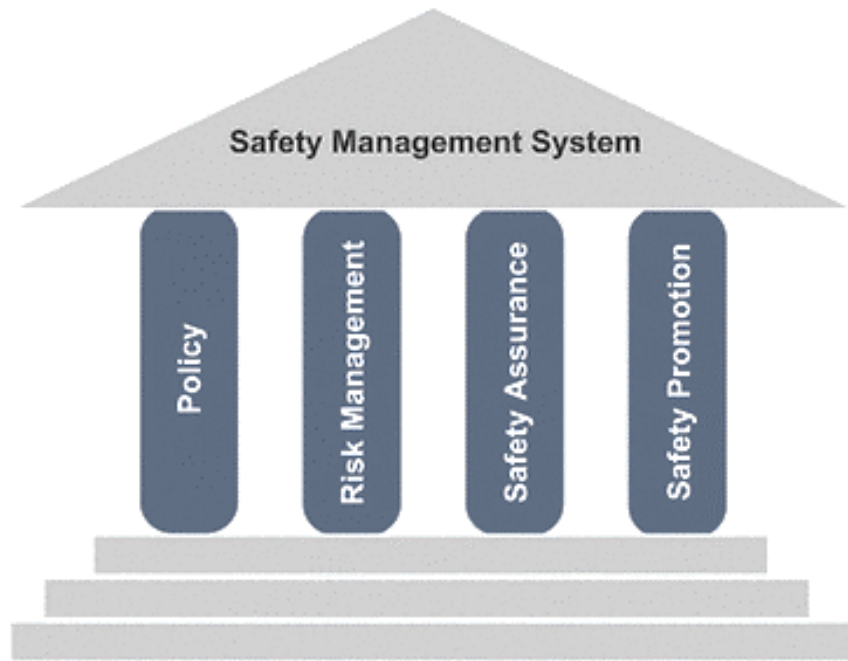 Safety Management System
Policy
Risk Management
Safety Assurance
Safety Promotion